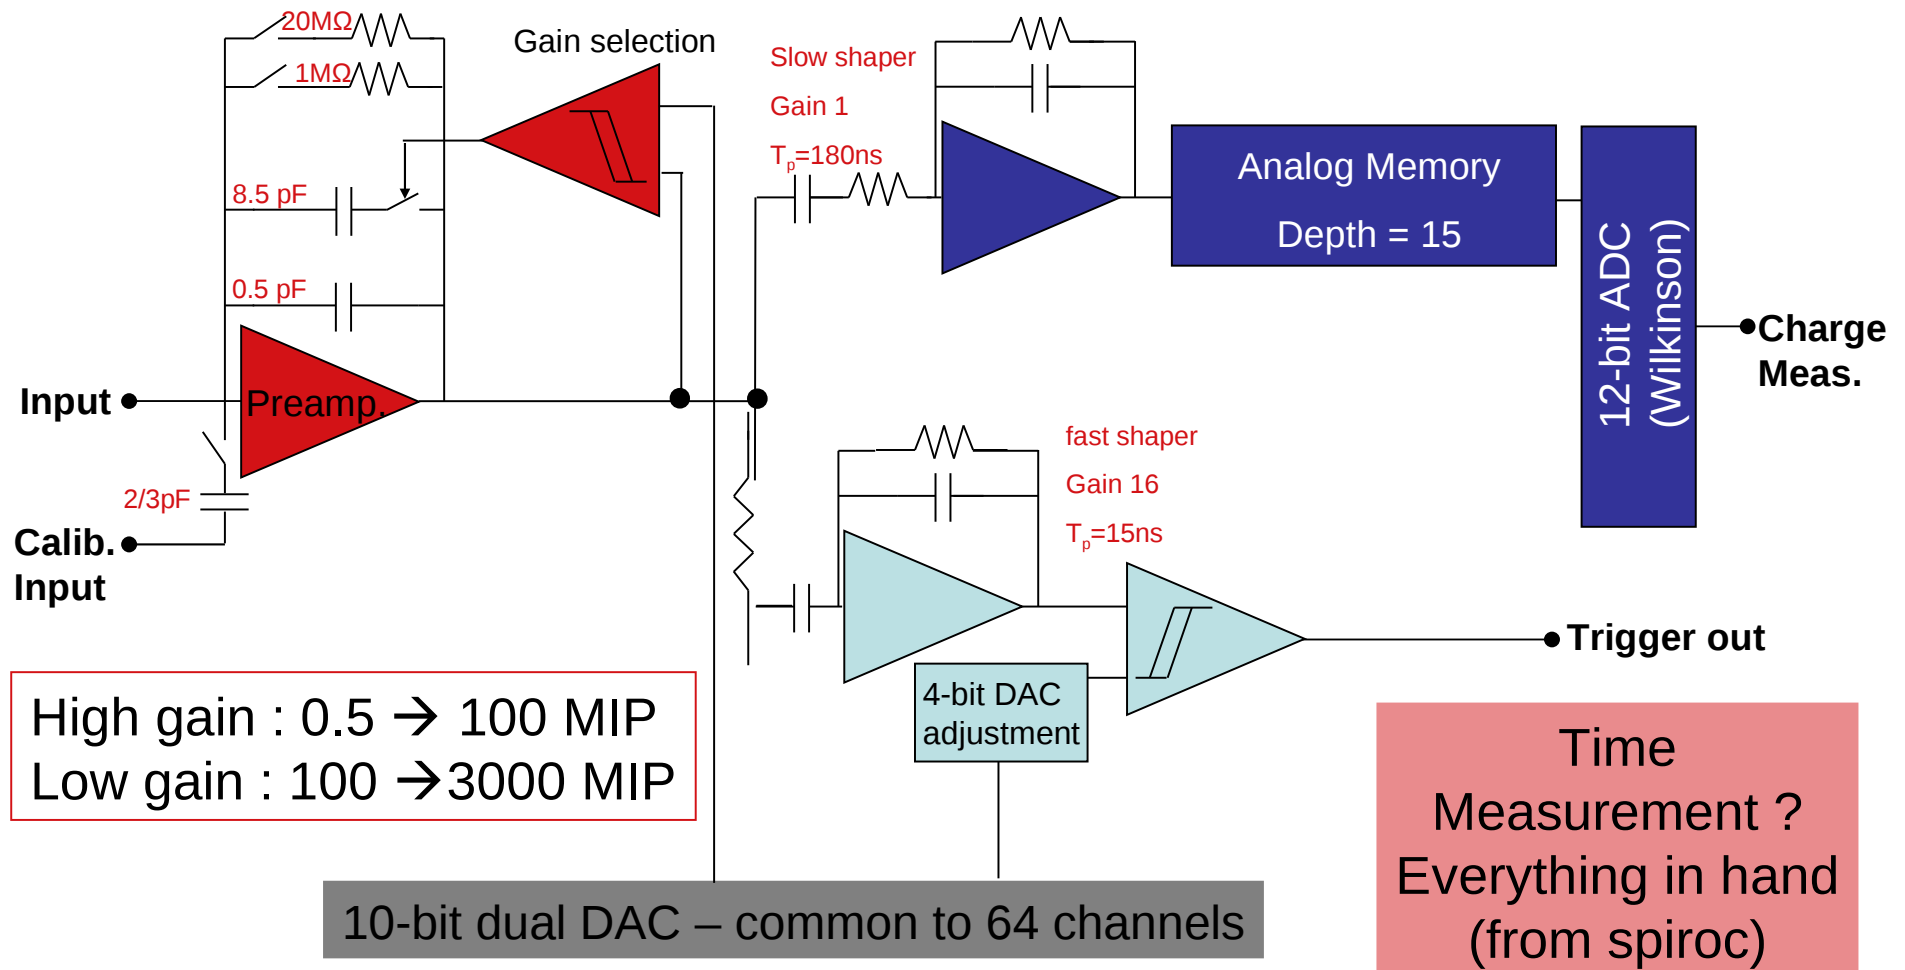 20MΩ
1MΩ
Gain selection
8.5 pF
0.5 pF
Input
Preamp.
2/3pF
Calib.
Input
Slow shaper
Gain 1
Tp=180ns
Analog Memory
Depth = 15
12-bit ADC
(Wilkinson)
Charge
Meas.
fast shaper
Gain 16
Tp=15ns
Trigger out
4-bit DAC
adjustment
High gain : 0.5 → 100 MIP
Low gain : 100 →3000 MIP
10-bit dual DAC – common to 64 channels
Time
Measurement ?
Everything in hand
(from spiroc)